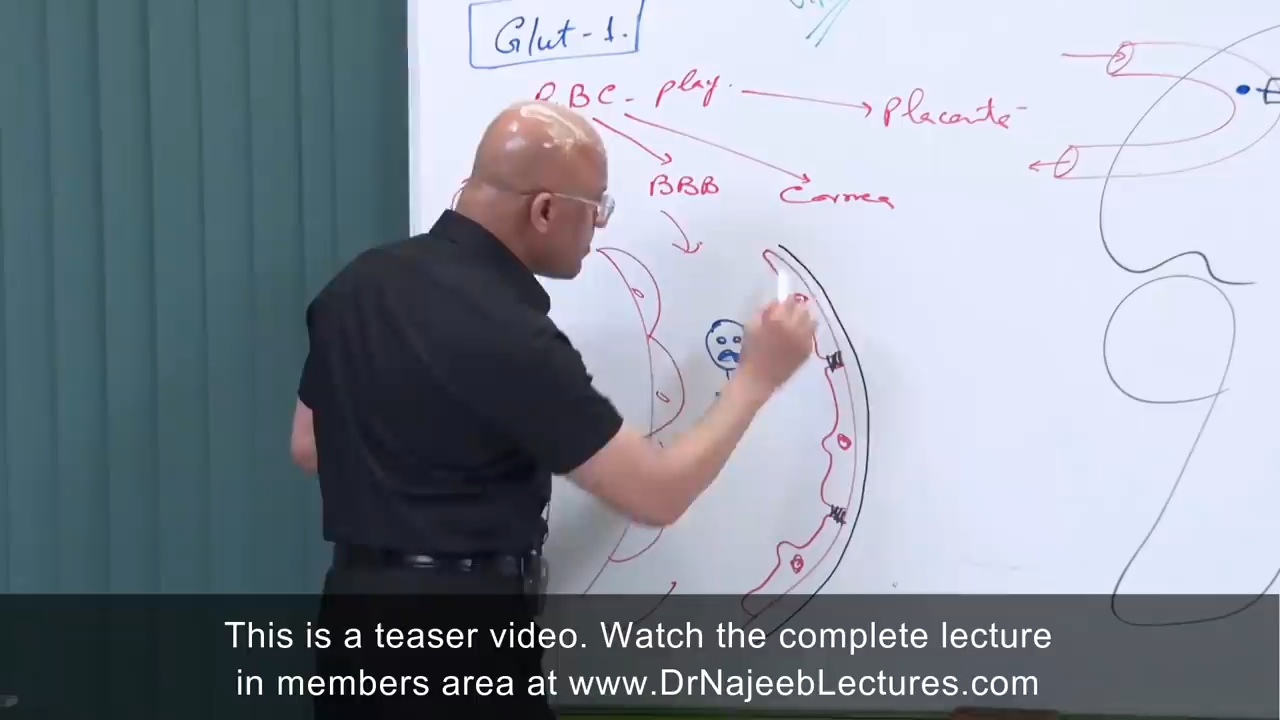 Glut-1.
RBC - play. Placenta
BBB
Cornea
This is a teaser video. Watch the complete lecture
in members area at www.DrNajeebLectures.com